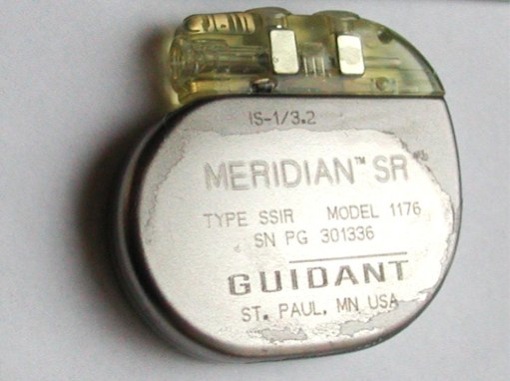 IS-1/3.2
MERIDIAN™ SR
TYPE SSIR MODEL 1176
SN PG 301336
GUIDANT
ST. PAUL, MN USA